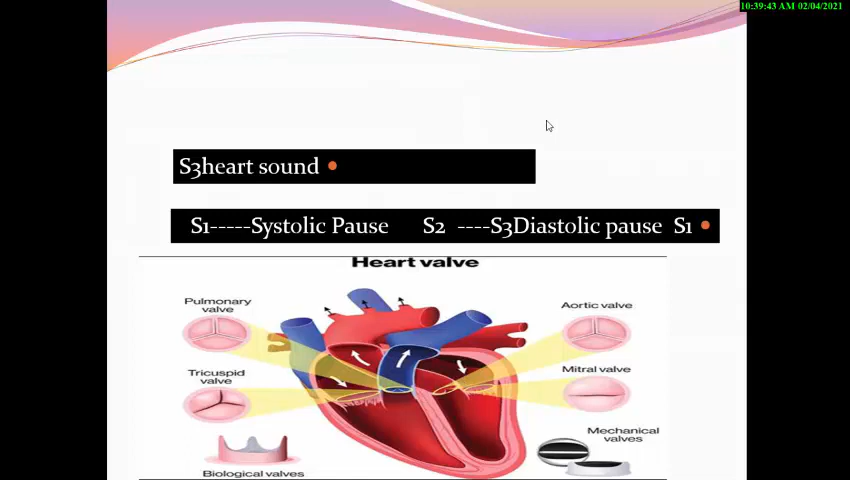 10:39:43 AM 02/04/2021
S3heart sound •
S1-----Systolic Pause S2 ----S3Diastolic pause S1 •
Heart valve
Pulmonary
valve
Aortic valve
Tricuspid
valve
Mitral valve
Mechanical
valves
Biological valves